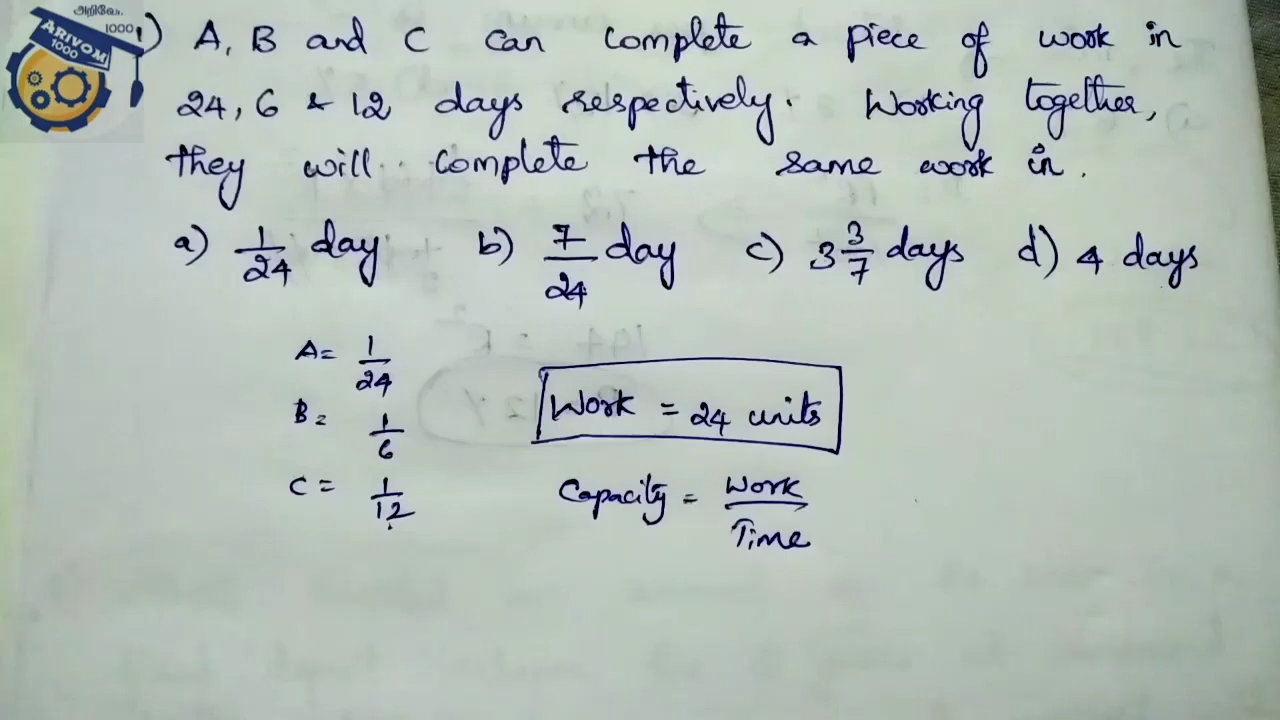 அறிவோம்
1000
ARIVOM
1000
1) A, B and C can complete a piece of work in
24, 6 & 12 days respectively. Working together,
they will complete the same work in.
a) 1/24 day b) 7/24 day c) 3 3/7 days d) 4 days
A = 1/24
B = 1/6
C = 1/12
Work = 24 units
Capacity = Work/Time